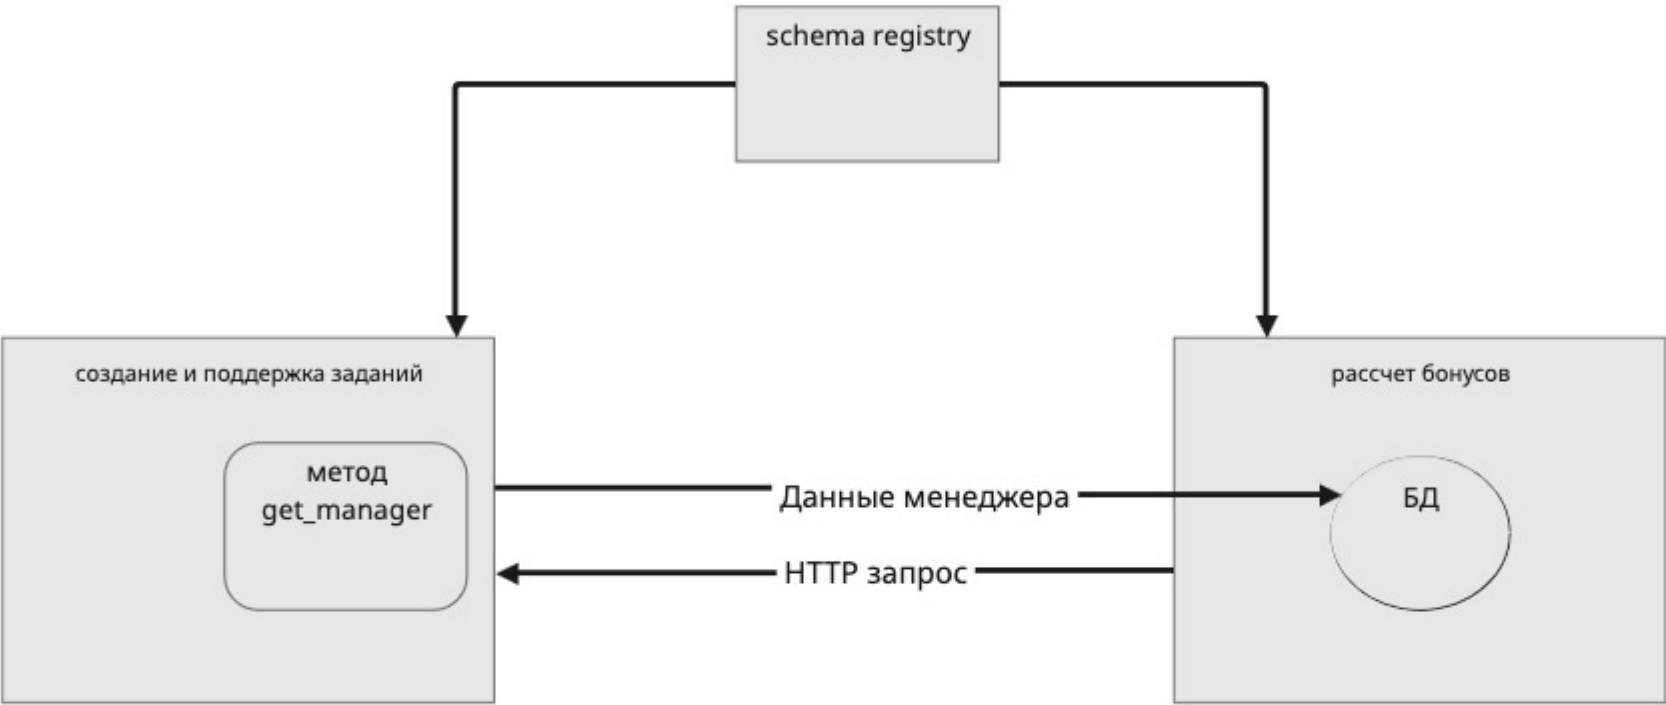 schema registry
создание и поддержка заданий
рассчет бонусов
метод
get_manager
Данные менеджера
БД
HTTP запрос